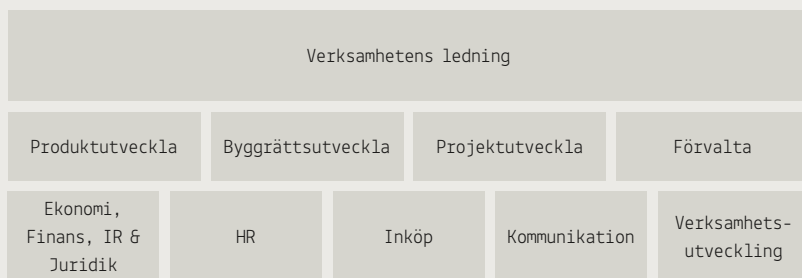 Verksamhetens ledning
Produktutveckla
Byggrättsutveckla
Projektutveckla
Förvalta
Ekonomi,
Finans, IR &
Juridik
HR
Inköp
Kommunikation
Verksamhets-
utveckling